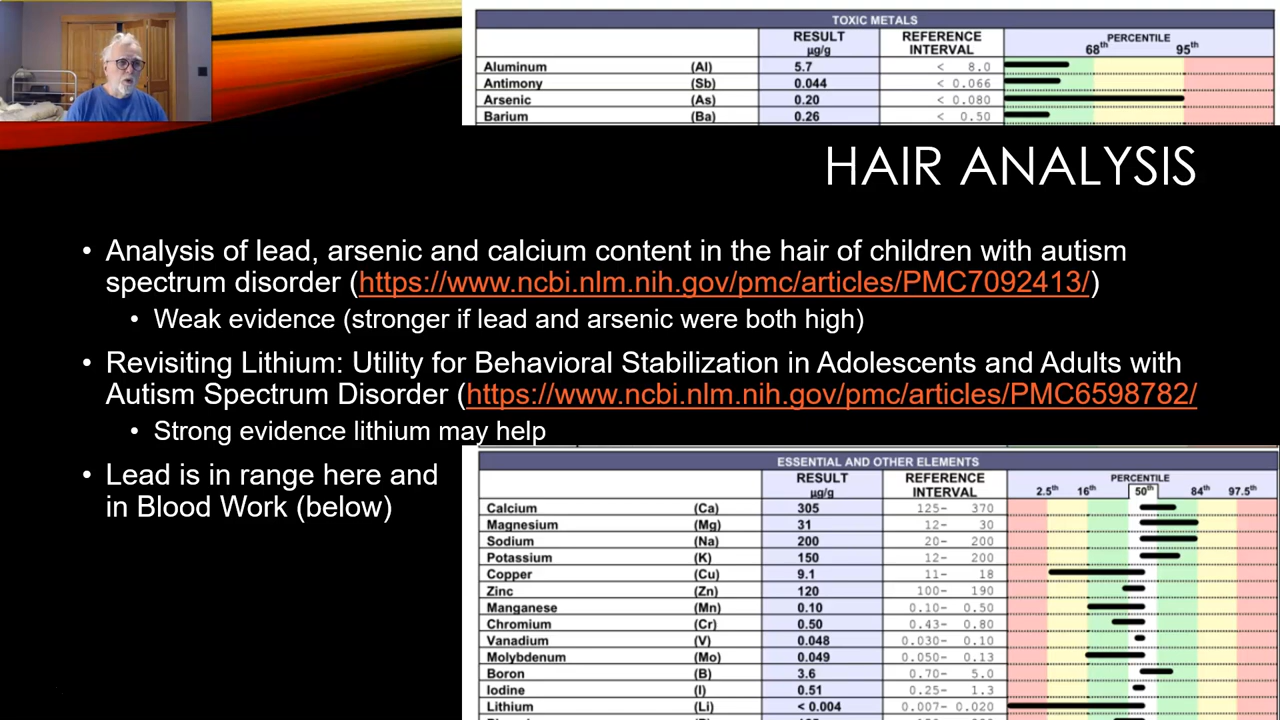 TOXIC METALS
RESULT REFERENCE PERCENTILE
µg/g INTERVAL 68th 95th
Aluminum (Al) 5.7 < 8.0
Antimony (Sb) 0.044 < 0.066
Arsenic (As) 0.20 < 0.080
Barium (Ba) 0.26 < 0.50
HAIR ANALYSIS
• Analysis of lead, arsenic and calcium content in the hair of children with autism
spectrum disorder (https://www.ncbi.nlm.nih.gov/pmc/articles/PMC7092413/)
• Weak evidence (stronger if lead and arsenic were both high)
• Revisiting Lithium: Utility for Behavioral Stabilization in Adolescents and Adults with
Autism Spectrum Disorder (https://www.ncbi.nlm.nih.gov/pmc/articles/PMC6598782/
• Strong evidence lithium may help
• Lead is in range here and
in Blood Work (below)
ESSENTIAL AND OTHER ELEMENTS
RESULT REFERENCE PERCENTILE
µg/g INTERVAL 2.5th 16th 50th 84th 97.5th
Calcium (Ca) 305 125- 370
Magnesium (Mg) 31 12- 30
Sodium (Na) 200 20- 200
Potassium (K) 150 12- 200
Copper (Cu) 9.1 11- 18
Zinc (Zn) 120 100- 190
Manganese (Mn) 0.10 0.10- 0.50
Chromium (Cr) 0.50 0.43- 0.80
Vanadium (V) 0.048 0.030- 0.10
Molybdenum (Mo) 0.049 0.050- 0.13
Boron (B) 3.6 0.70- 5.0
Iodine (I) 0.51 0.25- 1.3
Lithium (Li) < 0.004 0.007- 0.020